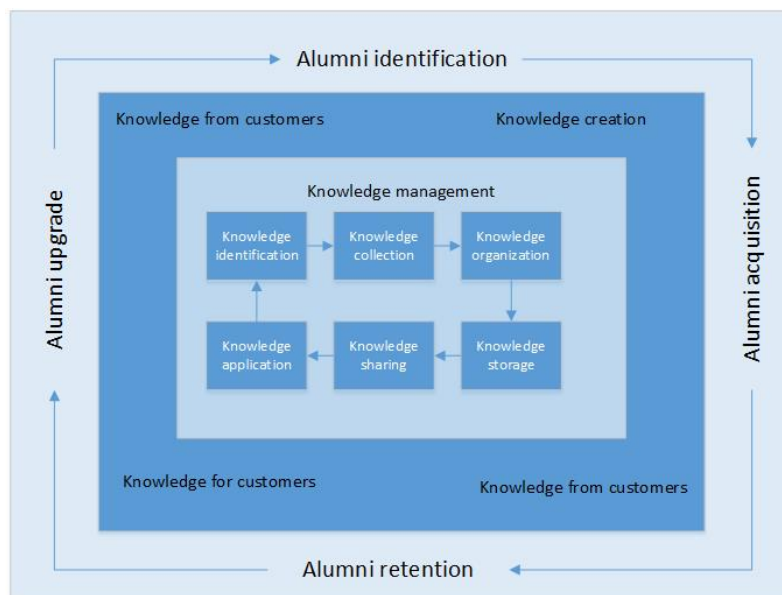 Alumni identification
Knowledge from customers
Knowledge creation
Alumni upgrade
Alumni acquisition
Knowledge management
Knowledge
identification
Knowledge
collection
Knowledge
organization
Knowledge
application
Knowledge
sharing
Knowledge
storage
Knowledge for customers
Knowledge from customers
Alumni retention